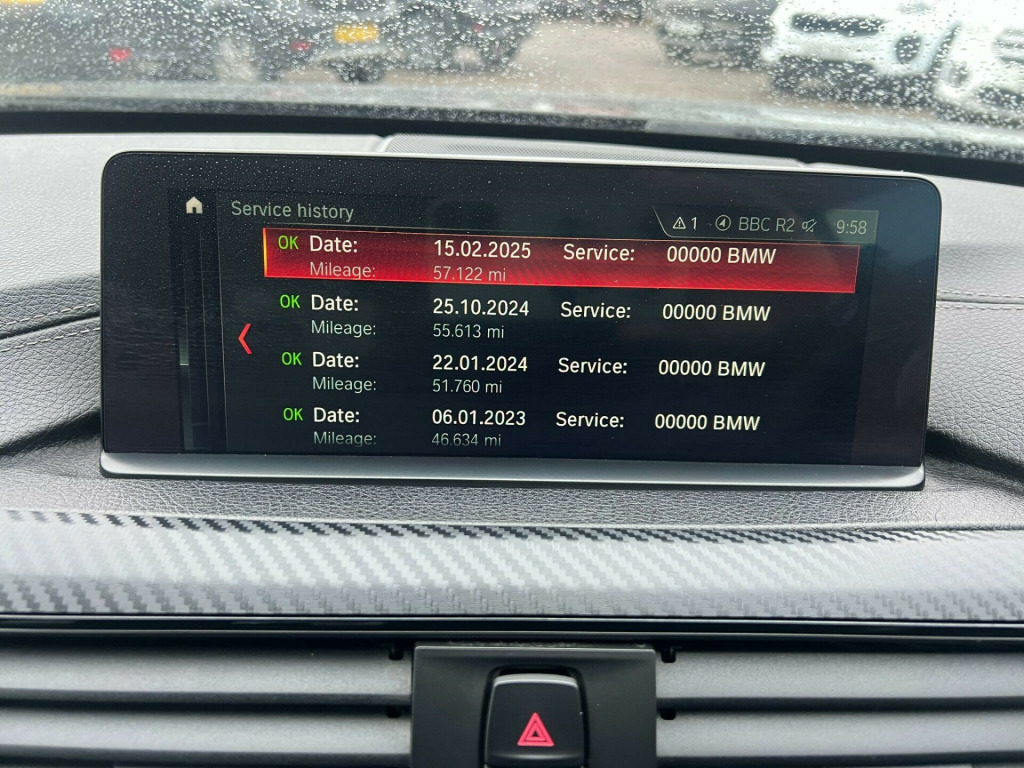 Service history
1 BBC R2 9:58
OK Date: 15.02.2025 Service: 00000 BMW
Mileage: 57.122 mi
OK Date: 25.10.2024 Service: 00000 BMW
Mileage: 55.613 mi
OK Date: 22.01.2024 Service: 00000 BMW
Mileage: 51.760 mi
OK Date: 06.01.2023 Service: 00000 BMW
Mileage: 46.634 mi